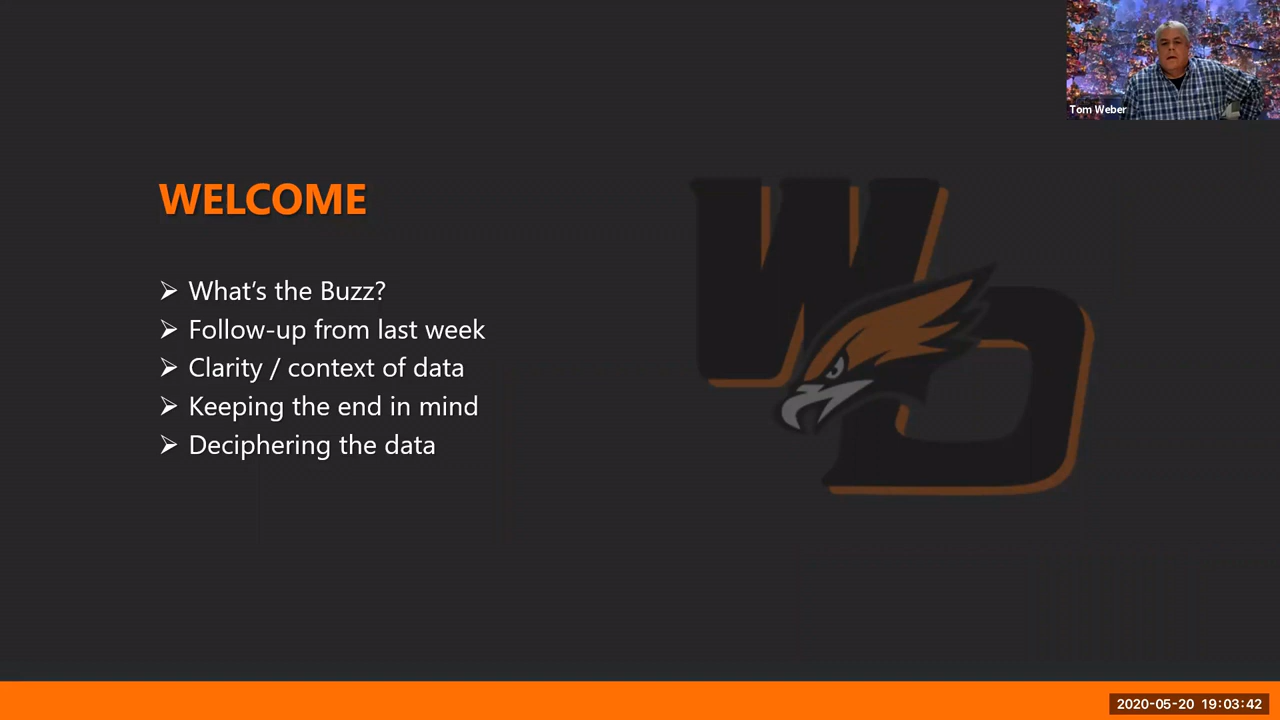 Tom Weber
WELCOME
➢ What's the Buzz?
➢ Follow-up from last week
➢ Clarity / context of data
➢ Keeping the end in mind
➢ Deciphering the data
WD
2020-05-20 19:03:42